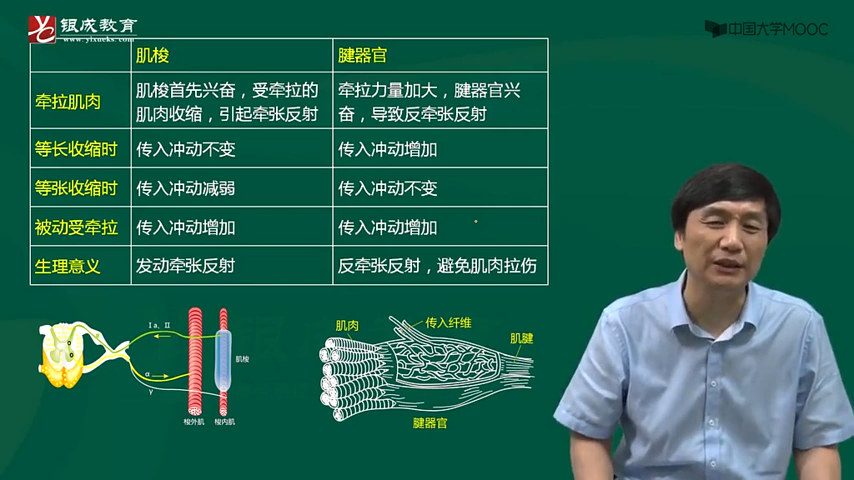 银成教育
www.yixueks.com
中国大学MOOC
肌梭
腱器官
牵拉肌肉
肌梭首先兴奋，受牵拉的
肌肉收缩，引起牵张反射
牵拉力量加大，腱器官兴
奋，导致反牵张反射
等长收缩时
传入冲动不变
传入冲动增加
等张收缩时
传入冲动减弱
传入冲动不变
被动受牵拉
传入冲动增加
传入冲动增加
生理意义
发动牵张反射
反牵张反射，避免肌肉拉伤
Ⅰa、Ⅱ
α
γ
肌梭
梭外肌
梭内肌
肌肉
传入纤维
肌腱
腱器官